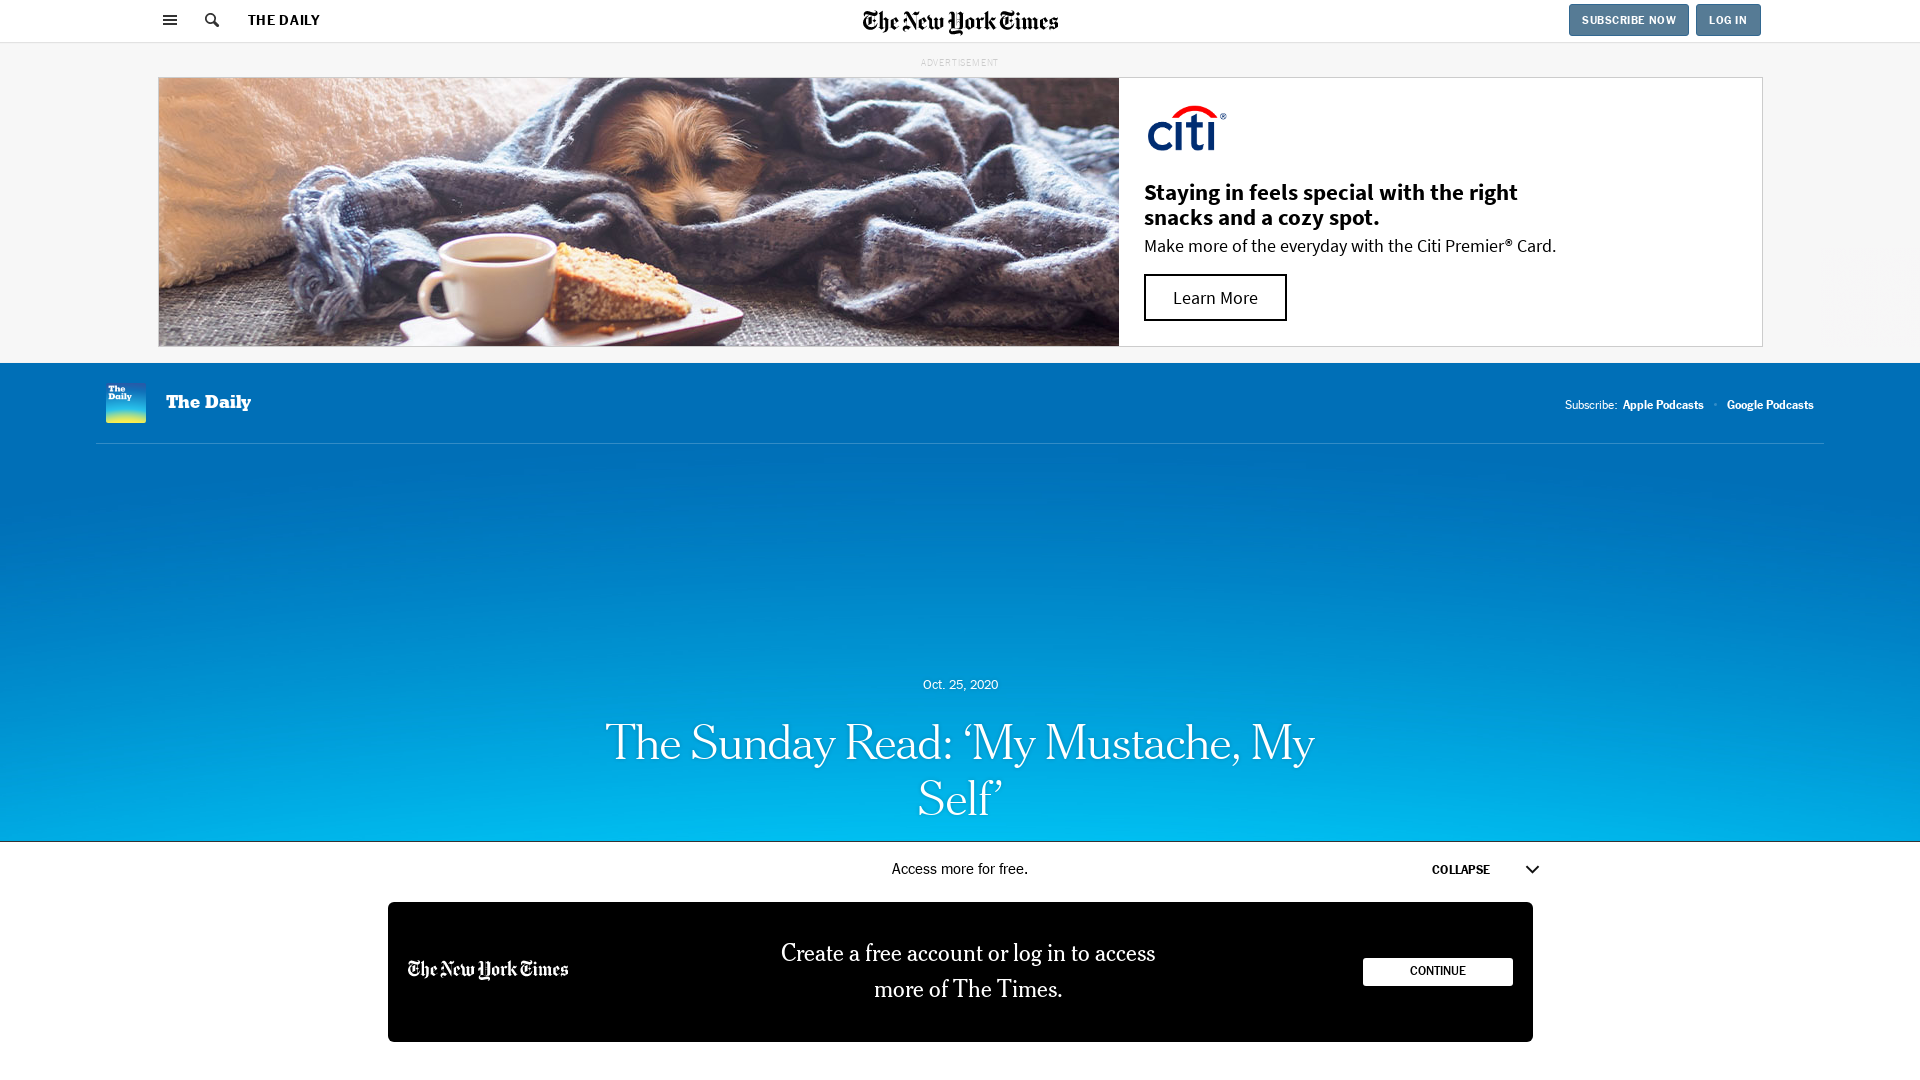 THE DAILY
The New York Times
SUBSCRIBE NOW
LOG IN
ADVERTISEMENT
citi®
Staying in feels special with the right
snacks and a cozy spot.
Make more of the everyday with the Citi Premier® Card.
Learn More
The
Daily
The Daily
Subscribe: Apple Podcasts • Google Podcasts
Oct. 25, 2020
The Sunday Read: ‘My Mustache, My
Self’
Access more for free.
COLLAPSE
The New York Times
Create a free account or log in to access
more of The Times.
CONTINUE